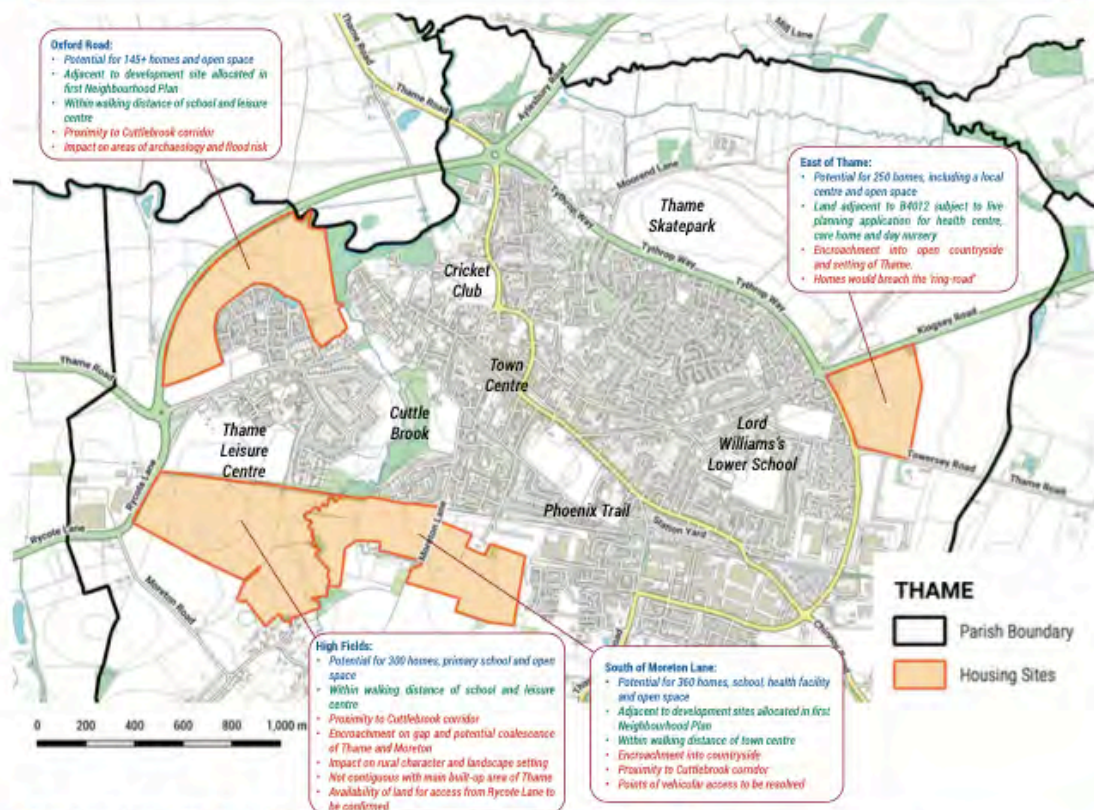 Mill Lane
Thame Road
Aylesbury Road
Thame Road
Oxford Road:
• Potential for 145+ homes and open space
• Adjacent to development site allocated in
first Neighbourhood Plan
• Within walking distance of school and leisure
centre
• Proximity to Cuttlebrook corridor
• Impact on areas of archaeology and flood risk
East of Thame:
• Potential for 250 homes, including a local
centre and open space
• Land adjacent to B4012 subject to live
planning application for health centre,
care home and day nursery
• Encroachment into open countryside
and setting of Thame.
• Homes would breach the 'ring-road'
Moorend Lane
Tythrop Way
Thame
Skatepark
Tythrop Way
Tythrop Way
Cricket
Club
Kingsey Road
Thame Road
Town
Centre
Cuttle
Brook
Thame
Leisure
Centre
Lord
Williams's
Lower School
Towersey Road
Thame Road
Rycote Lane
Rycote Lane
Phoenix Trail
Station Yard
Moreton Lane
Moreton Road
Chinnor Road
THAME
Parish Boundary
Housing Sites
High Fields:
• Potential for 300 homes, primary school and open
space
• Within walking distance of school and leisure
centre
• Proximity to Cuttlebrook corridor
• Encroachment on gap and potential coalescence
of Thame and Moreton
• Impact on rural character and landscape setting
• Not contiguous with main built-up area of Thame
• Availability of land for access from Rycote Lane to
be confirmed
South of Moreton Lane:
• Potential for 360 homes, school, health facility
and open space
• Adjacent to development sites allocated in first
Neighbourhood Plan
• Within walking distance of town centre
• Encroachment into countryside
• Proximity to Cuttlebrook corridor
• Points of vehicular access to be resolved
0 200 400 600 800 1,000 m